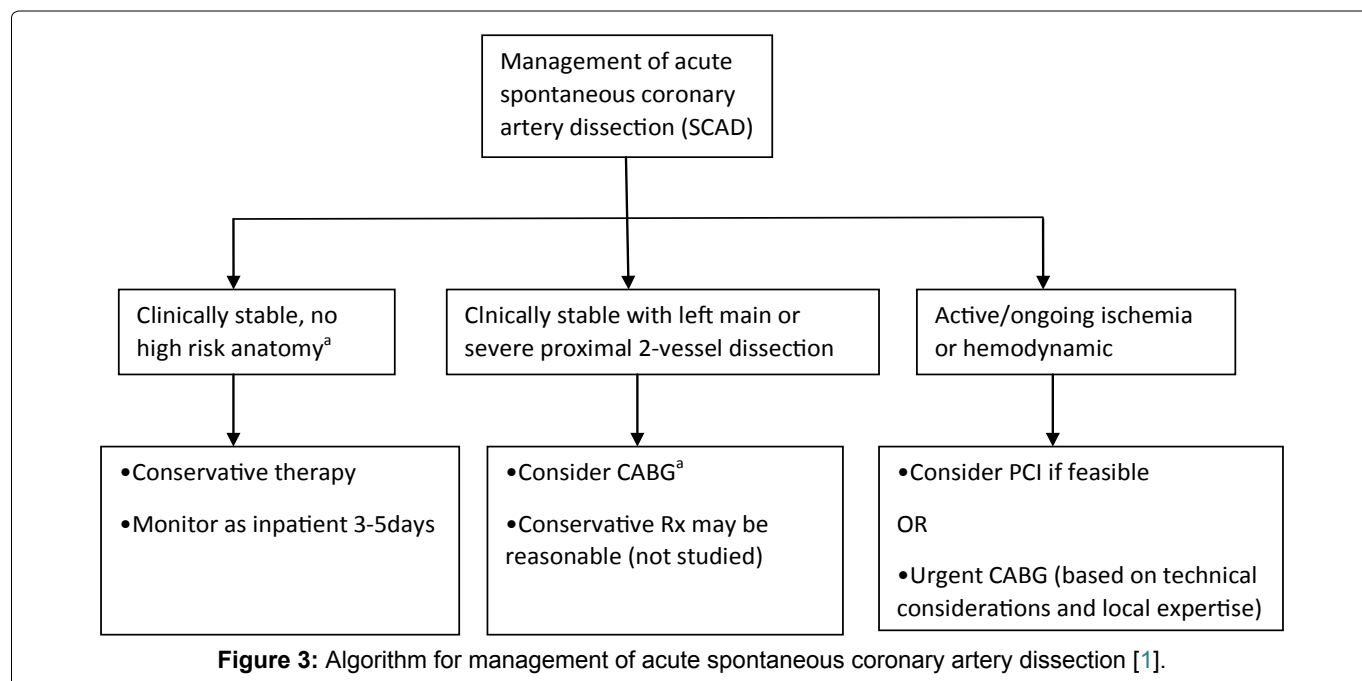 Management of acute
spontaneous coronary
artery dissection (SCAD)
Clinically stable, no
high risk anatomyᵃ
Clnically stable with left main or
severe proximal 2-vessel dissection
Active/ongoing ischemia
or hemodynamic
•Conservative therapy
•Monitor as inpatient 3-5days
•Consider CABGᵃ
•Conservative Rx may be
reasonable (not studied)
•Consider PCI if feasible
OR
•Urgent CABG (based on technical
considerations and local expertise)
Figure 3: Algorithm for management of acute spontaneous coronary artery dissection [1].